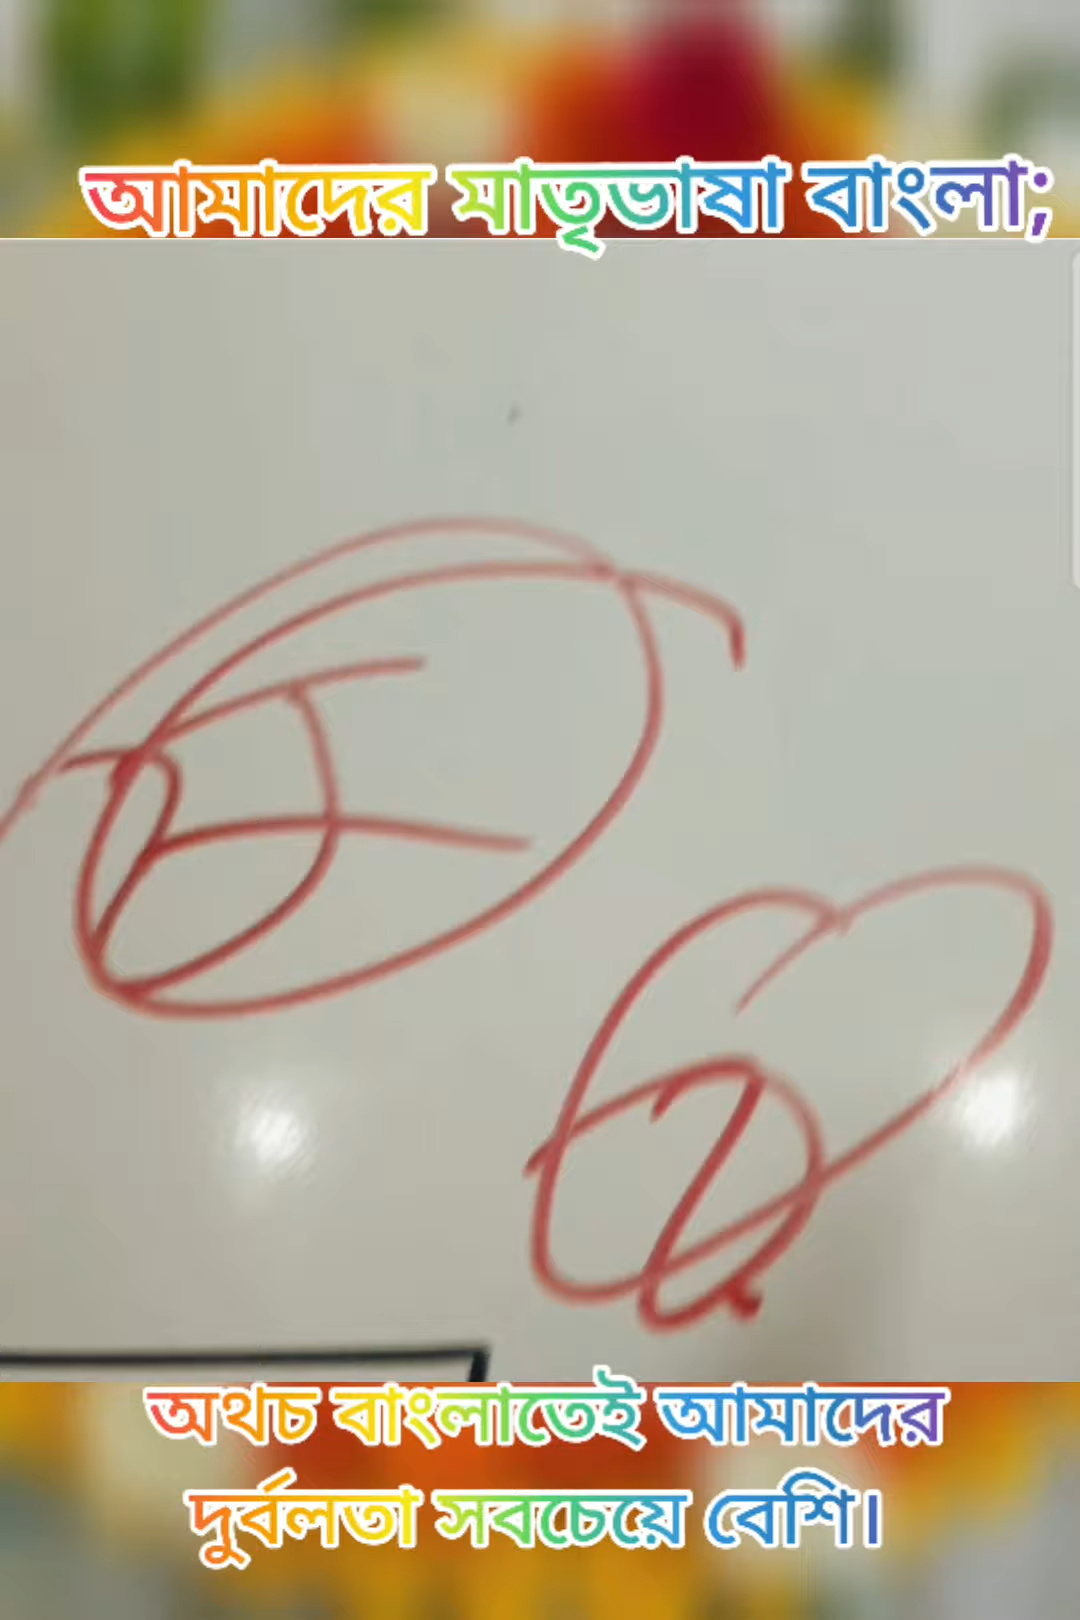 আমাদের মাতৃভাষা বাংলা;
অথচ বাংলাতেই আমাদের
দুর্বলতা সবচেয়ে বেশি।